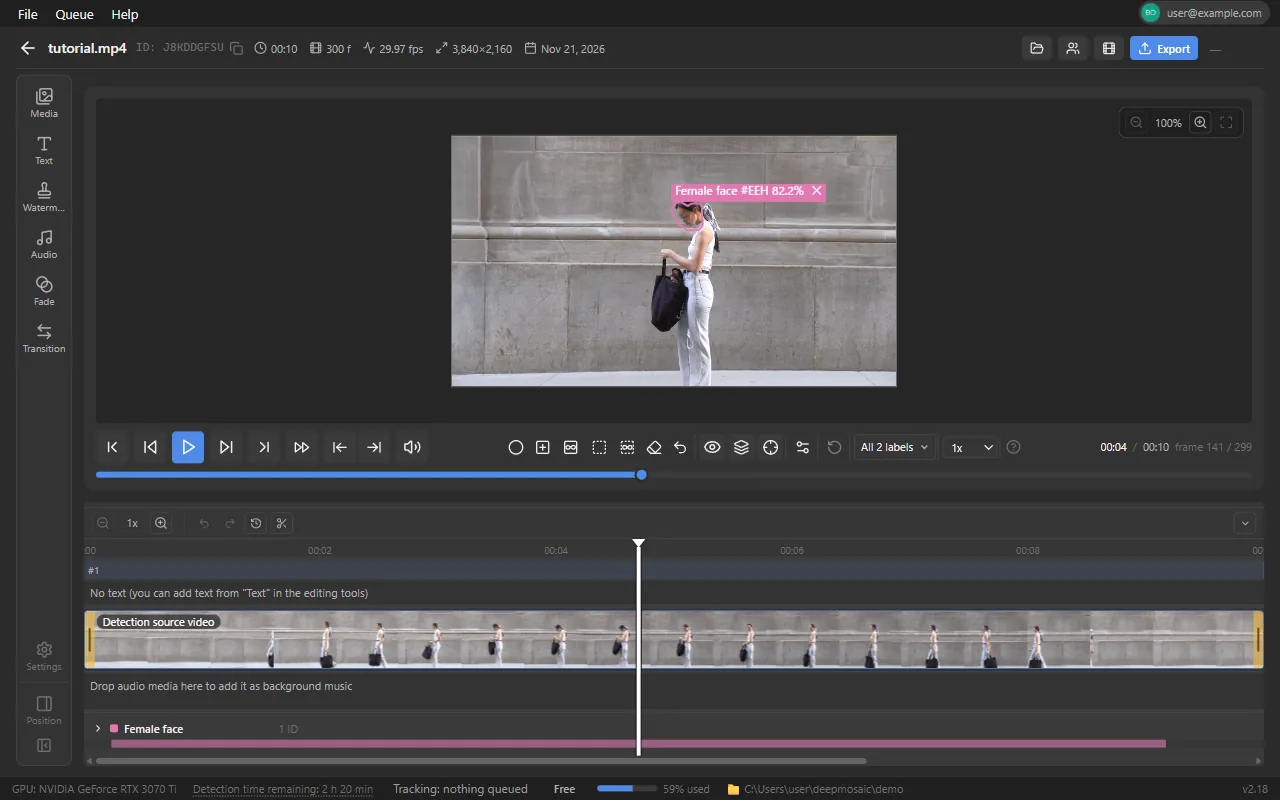 File Queue Help
BO user@example.com
tutorial.mp4 ID: J8KDDGFSU 00:10 300 f 29.97 fps 3,840×2,160 Nov 21, 2026
Export
Media
Text
Waterm...
Audio
Fade
Transition
100%
Female face #EEH 82.2%
All 2 labels 1x 00:04 / 00:10 frame 141 / 299
1x
:00 00:02 00:04 00:06 00:08 00
#1
No text (you can add text from "Text" in the editing tools)
Detection source video
Drop audio media here to add it as background music
Female face 1 ID
Settings
Position
GPU: NVIDIA GeForce RTX 3070 Ti Detection time remaining: 2 h 20 min Tracking: nothing queued Free 59% used C:\Users\user\deepmosaic\demo v2.18